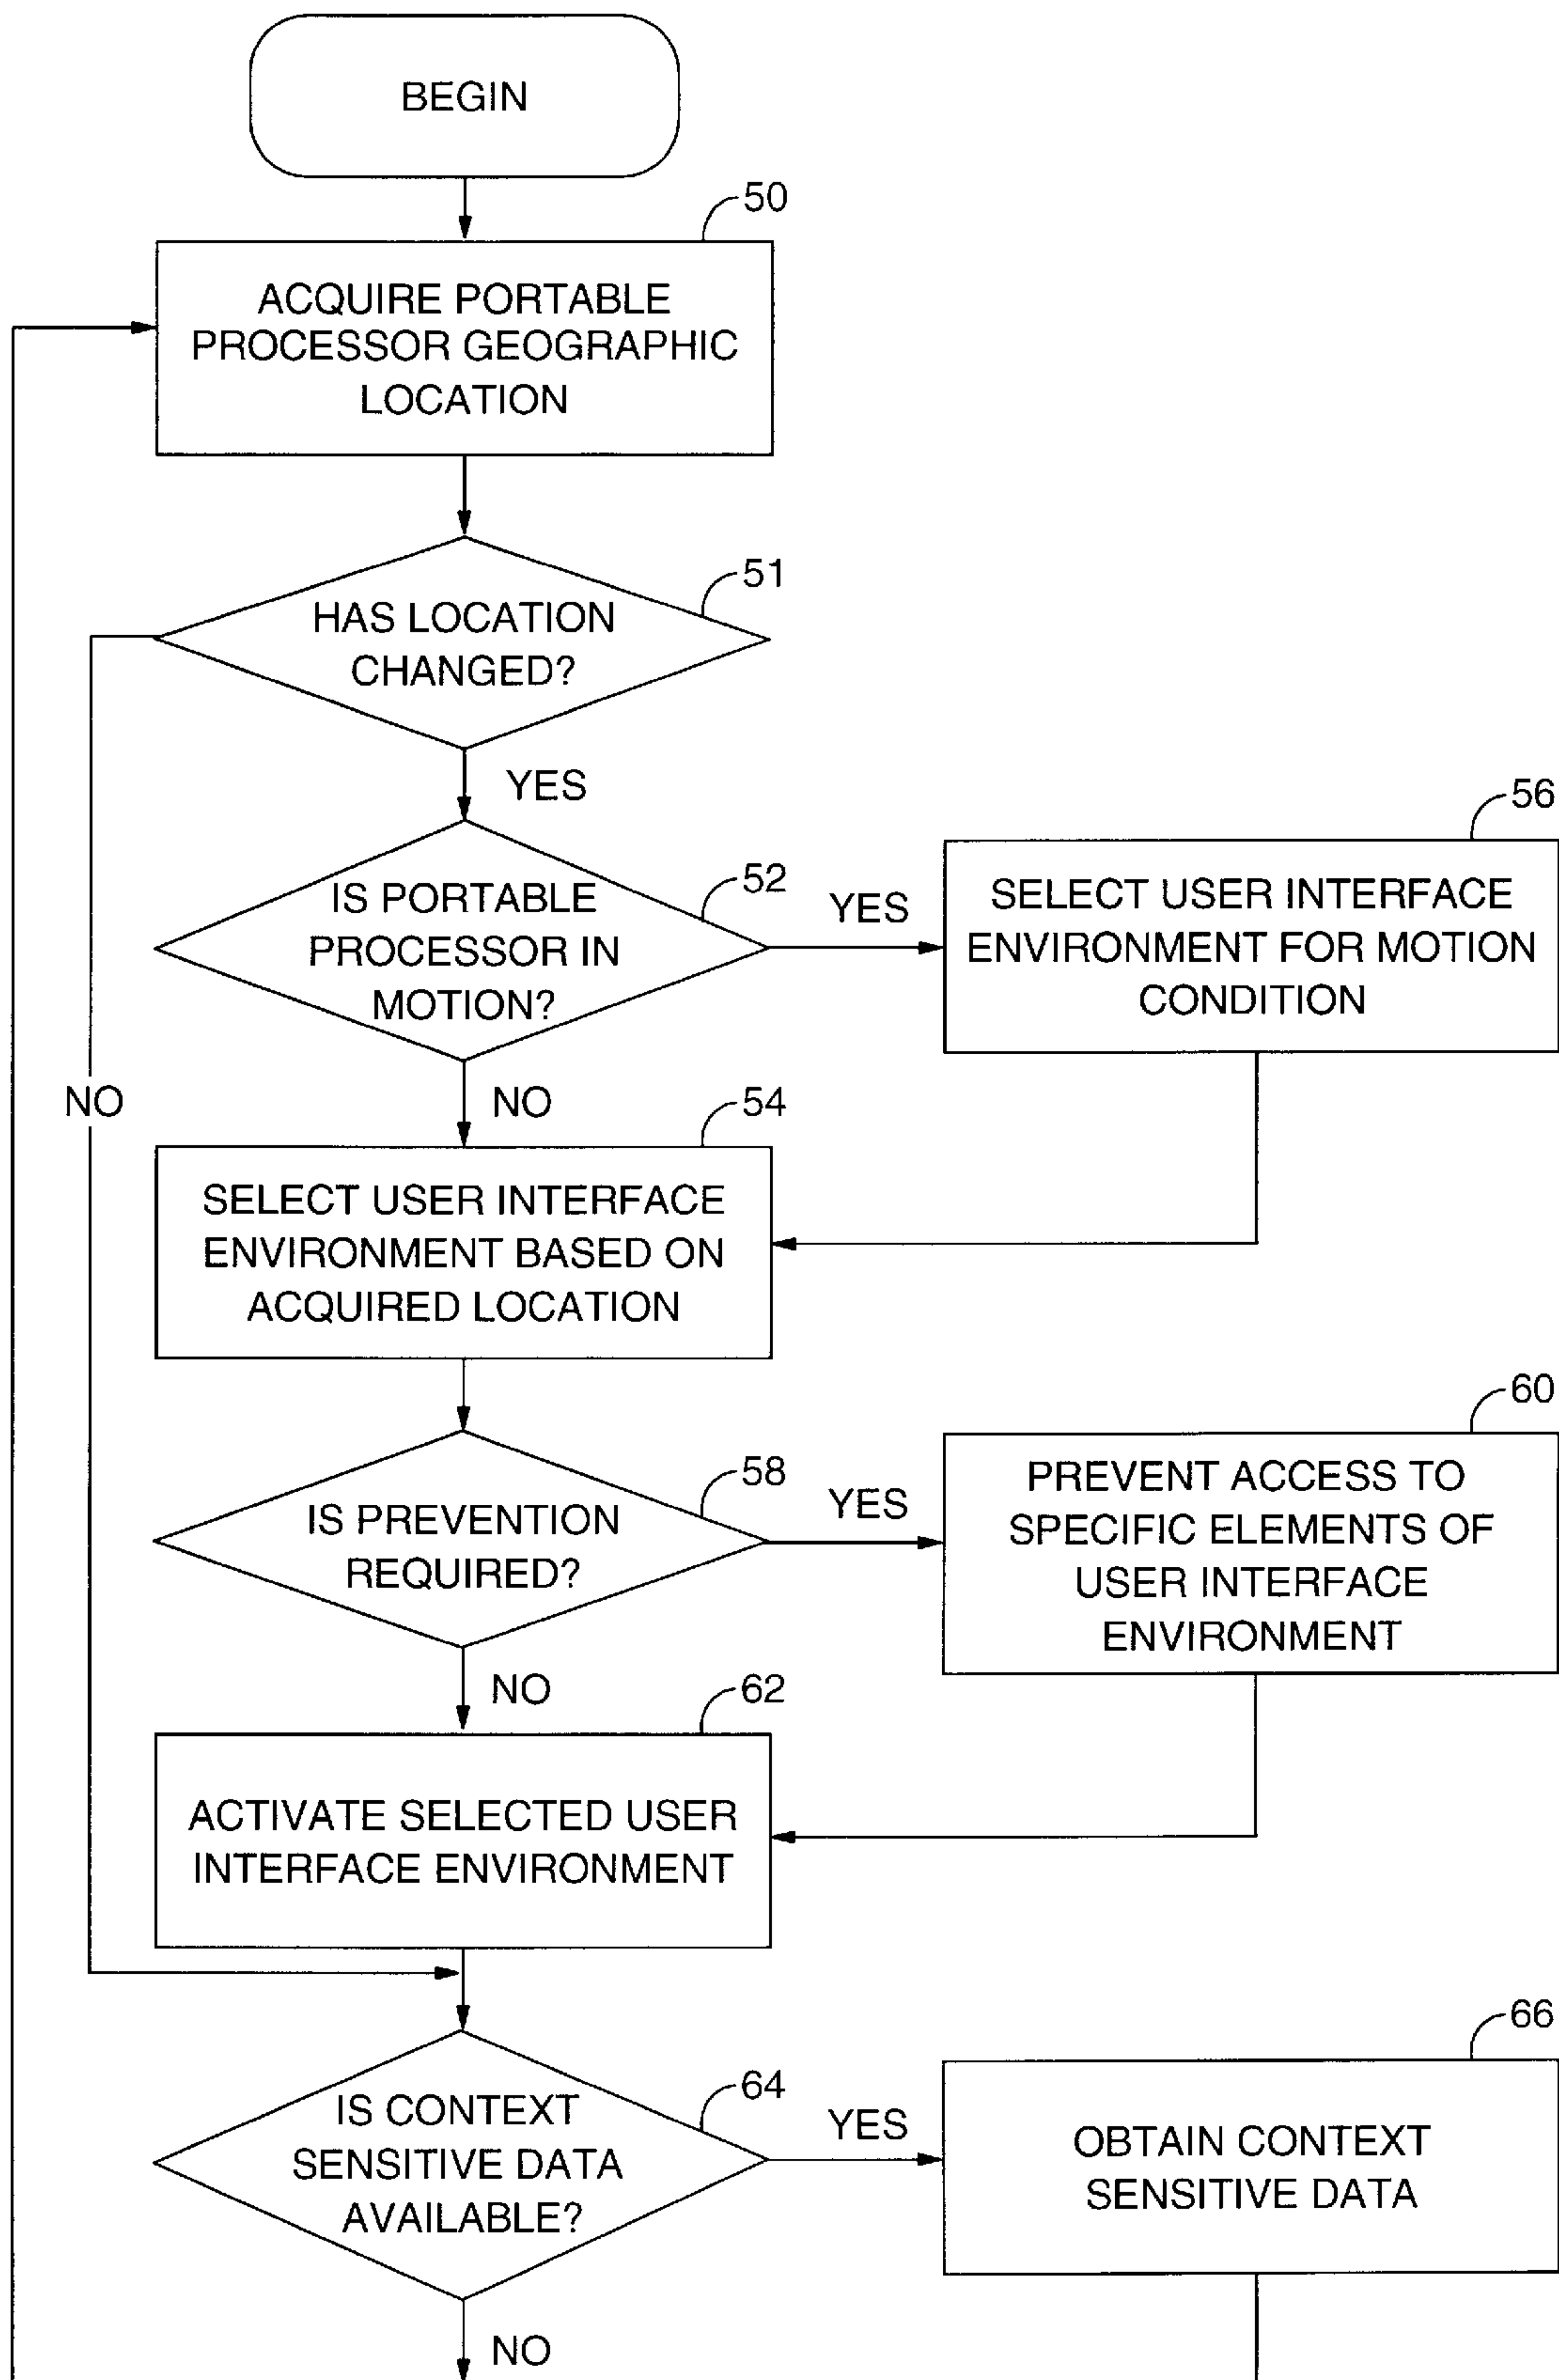 BEGIN
50
ACQUIRE PORTABLE
PROCESSOR GEOGRAPHIC
LOCATION
51
HAS LOCATION
CHANGED?
YES
52
IS PORTABLE
PROCESSOR IN
MOTION?
YES
56
SELECT USER INTERFACE
ENVIRONMENT FOR MOTION
CONDITION
NO
NO
54
SELECT USER INTERFACE
ENVIRONMENT BASED ON
ACQUIRED LOCATION
58
IS PREVENTION
REQUIRED?
YES
60
PREVENT ACCESS TO
SPECIFIC ELEMENTS OF
USER INTERFACE
ENVIRONMENT
NO
62
ACTIVATE SELECTED USER
INTERFACE ENVIRONMENT
64
IS CONTEXT
SENSITIVE DATA
AVAILABLE?
YES
66
OBTAIN CONTEXT
SENSITIVE DATA
NO